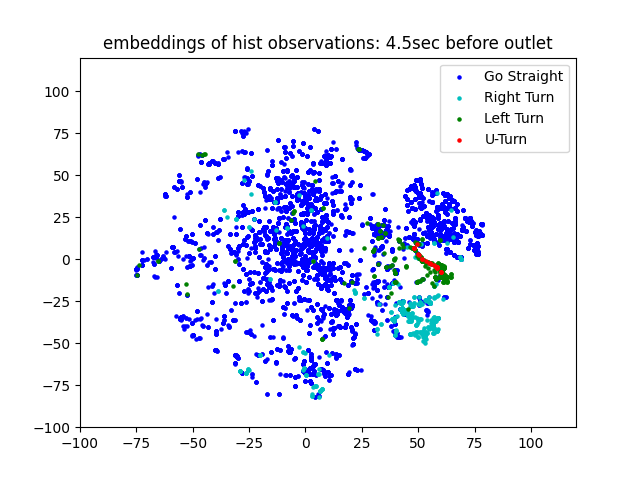 embeddings of hist observations: 4.5sec before outlet
Go Straight
Right Turn
Left Turn
U-Turn
100
75
50
25
0
−25
−50
−75
−100
−100 −75 −50 −25 0 25 50 75 100